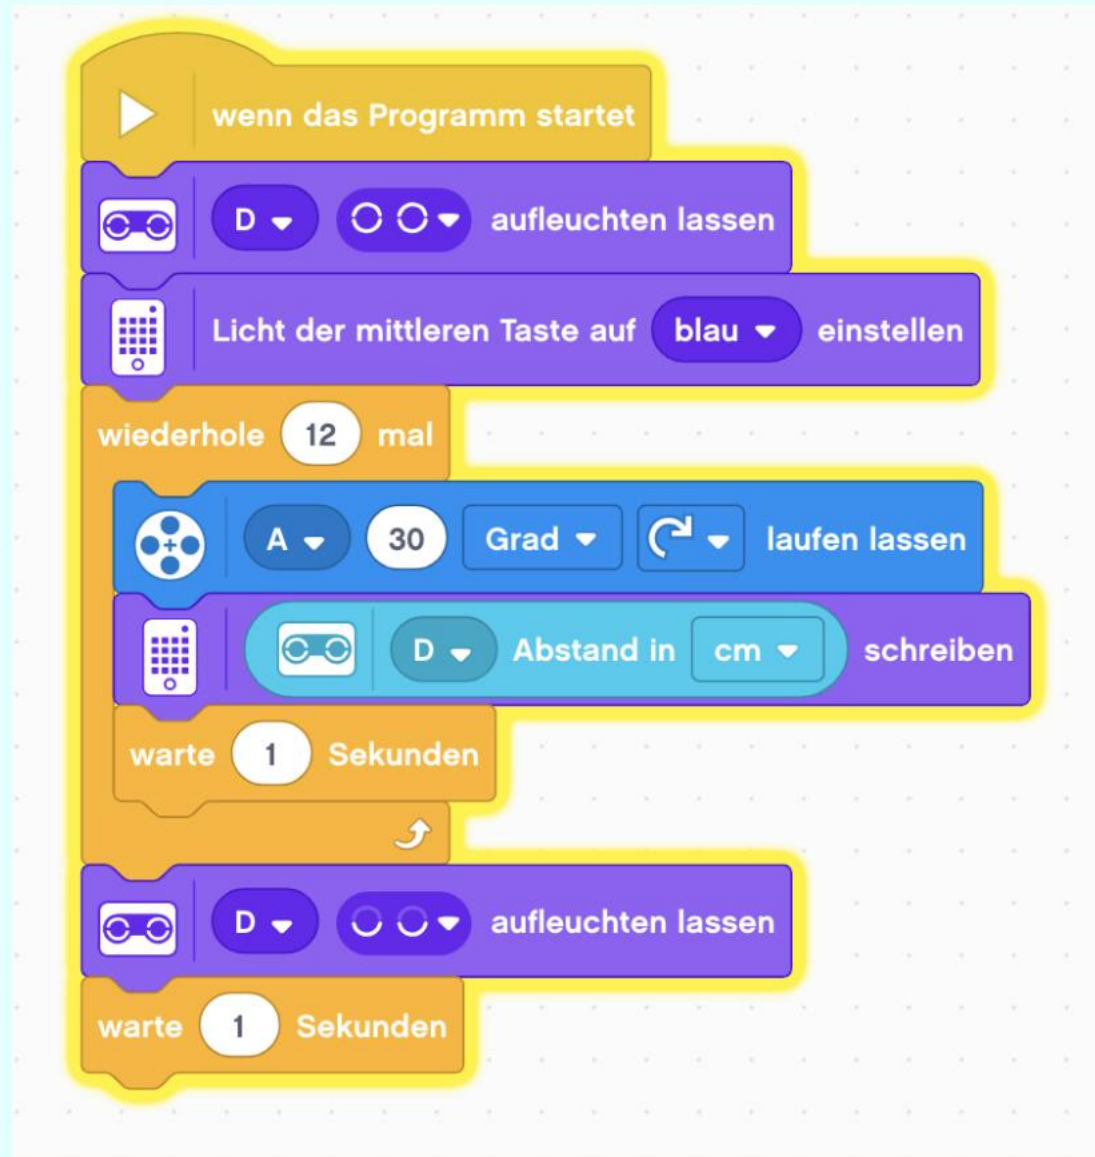 wenn das Programm startet
D aufleuchten lassen
Licht der mittleren Taste auf blau einstellen
wiederhole 12 mal
A 30 Grad laufen lassen
D Abstand in cm schreiben
warte 1 Sekunden
D aufleuchten lassen
warte 1 Sekunden